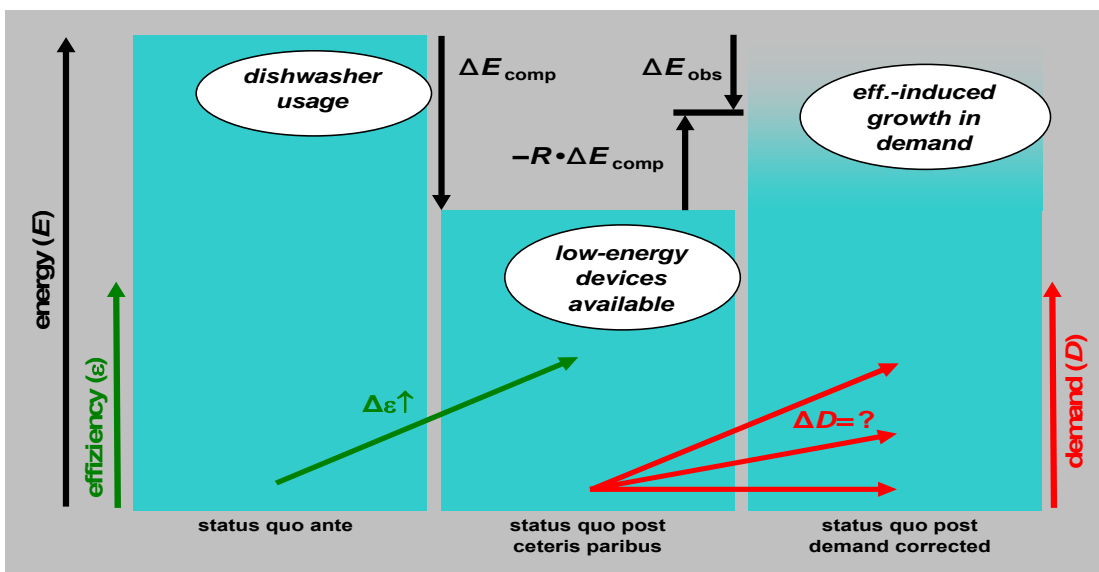 energy (E)
effiziency (ε)
dishwasher
usage
ΔE comp
ΔE obs
–R•ΔE comp
eff.-induced
growth in
demand
low-energy
devices
available
Δε↑
ΔD=?
demand (D)
status quo ante
status quo post
ceteris paribus
status quo post
demand corrected